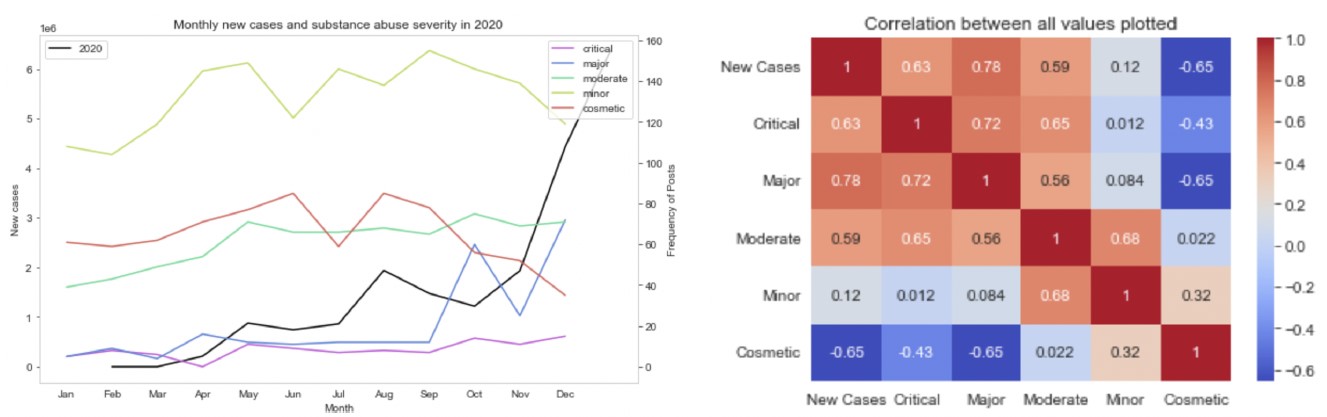 Monthly new cases and substance abuse severity in 2020
1e6
2020
critical
major
moderate
minor
cosmetic
6
5
4
3
2
1
0
New cases
160
140
120
100
80
60
40
20
0
Frequency of Posts
Jan Feb Mar Apr May Jun Jul Aug Sep Oct Nov Dec
Month
Correlation between all values plotted
New Cases 1 0.63 0.78 0.59 0.12 -0.65
Critical 0.63 1 0.72 0.65 0.012 -0.43
Major 0.78 0.72 1 0.56 0.084 -0.65
Moderate 0.59 0.65 0.56 1 0.68 0.022
Minor 0.12 0.012 0.084 0.68 1 0.32
Cosmetic -0.65 -0.43 -0.65 0.022 0.32 1
New Cases Critical Major Moderate Minor Cosmetic
1.0
0.8
0.6
0.4
0.2
0.0
−0.2
−0.4
−0.6